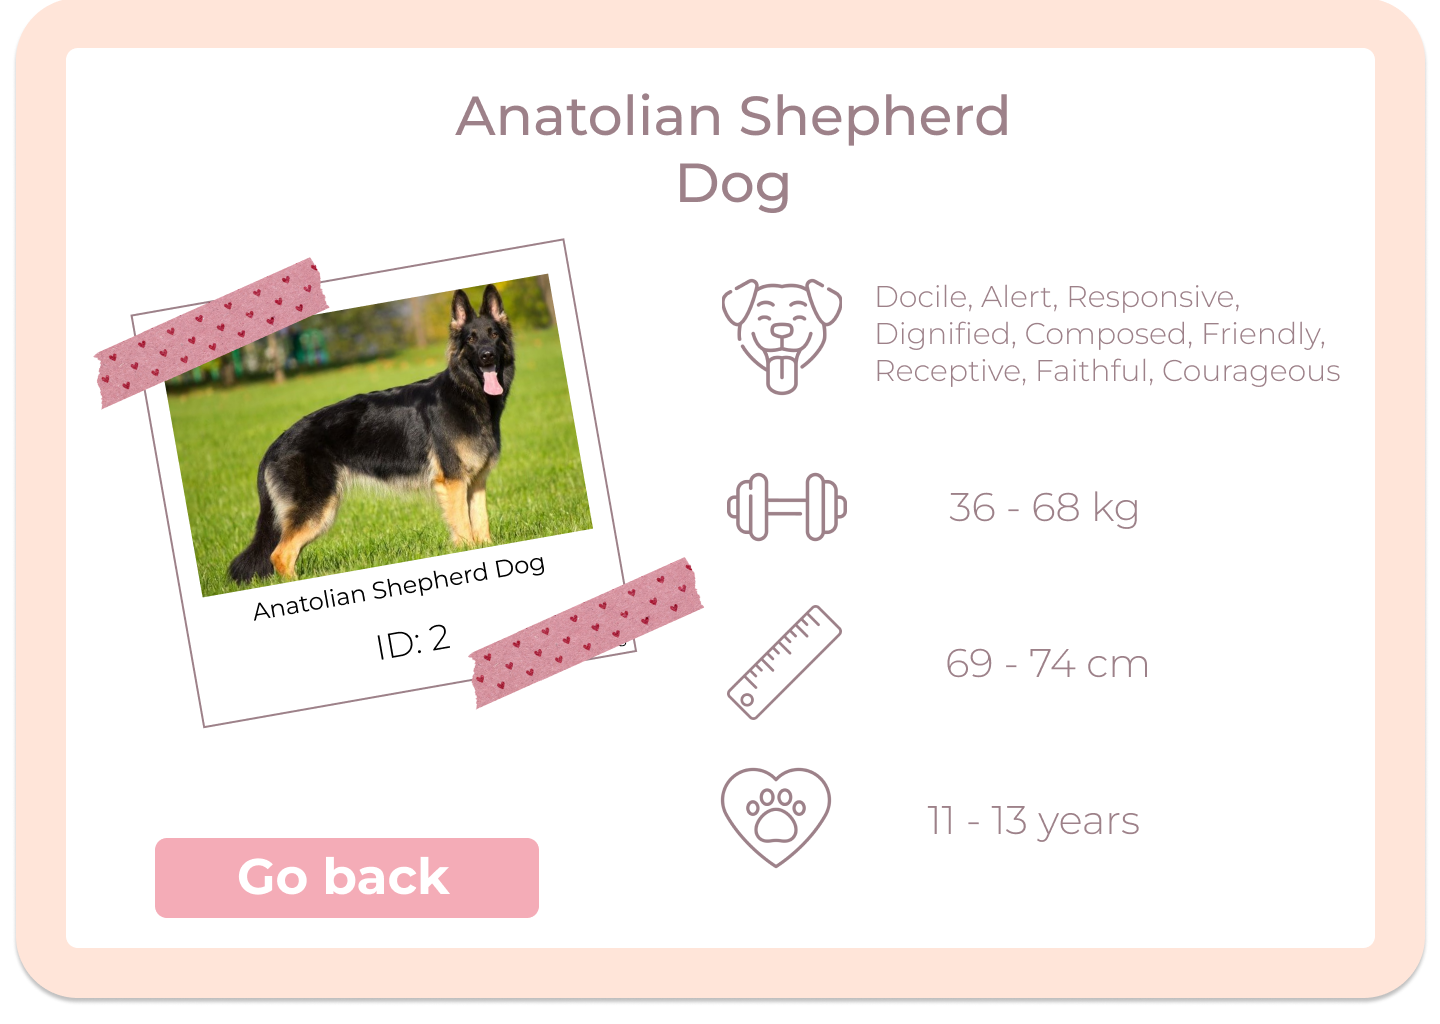 Anatolian Shepherd
Dog
Anatolian Shepherd Dog
ID: 2
Docile, Alert, Responsive,
Dignified, Composed, Friendly,
Receptive, Faithful, Courageous
36 - 68 kg
69 - 74 cm
11 - 13 years
Go back